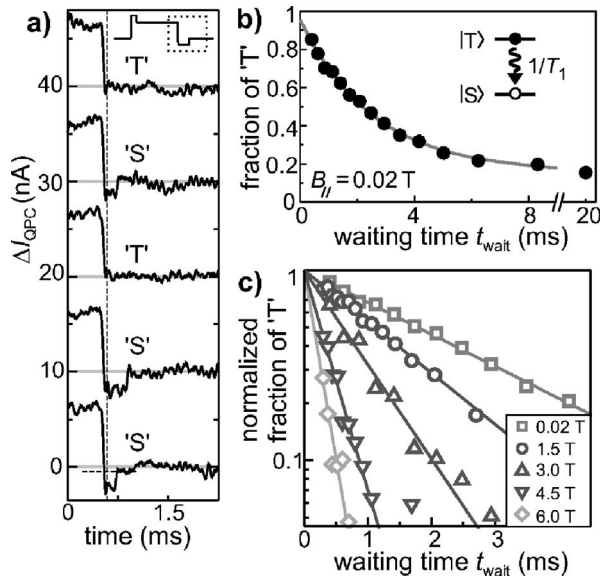 a)
'T'
'S'
'T'
'S'
'S'
40
30
20
10
0
ΔI_QPC (nA)
0
1.5
time (ms)
b)
1
0.8
0.6
0.4
0.2
0
fraction of 'T'
|T⟩
1/T₁
|S⟩
B_// = 0.02 T
0
4
8
20
waiting time t_wait (ms)
c)
1
0.1
normalized
fraction of 'T'
0.02 T
1.5 T
3.0 T
4.5 T
6.0 T
0
1
2
3
waiting time t_wait (ms)